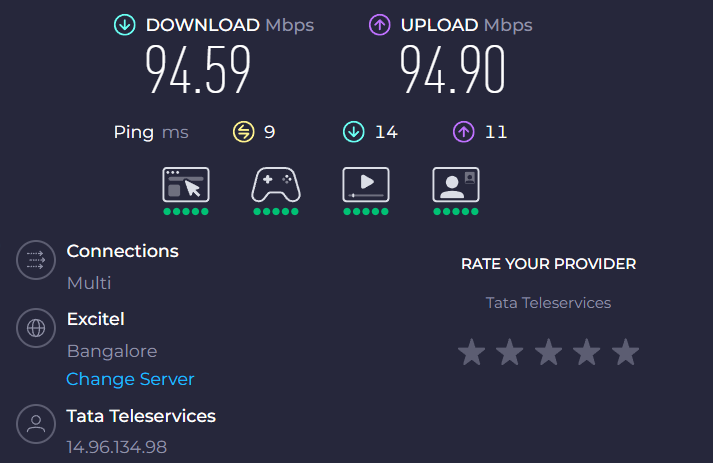 DOWNLOAD Mbps UPLOAD Mbps
94.59 94.90
Ping ms 9 14 11
Connections
Multi
RATE YOUR PROVIDER
Tata Teleservices
Excitel
Bangalore
Change Server
Tata Teleservices
14.96.134.98